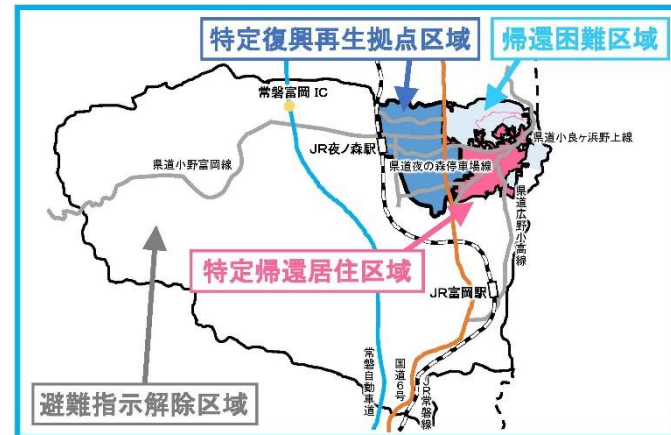 特定復興再生拠点区域
帰還困難区域
常磐富岡 IC
県道小良ヶ浜野上線
JR夜ノ森駅
県道小野富岡線
県道夜の森停車場線
県道広野小高線
特定帰還居住区域
JR富岡駅
避難指示解除区域
常磐自動車道
国道6号
JR常磐線